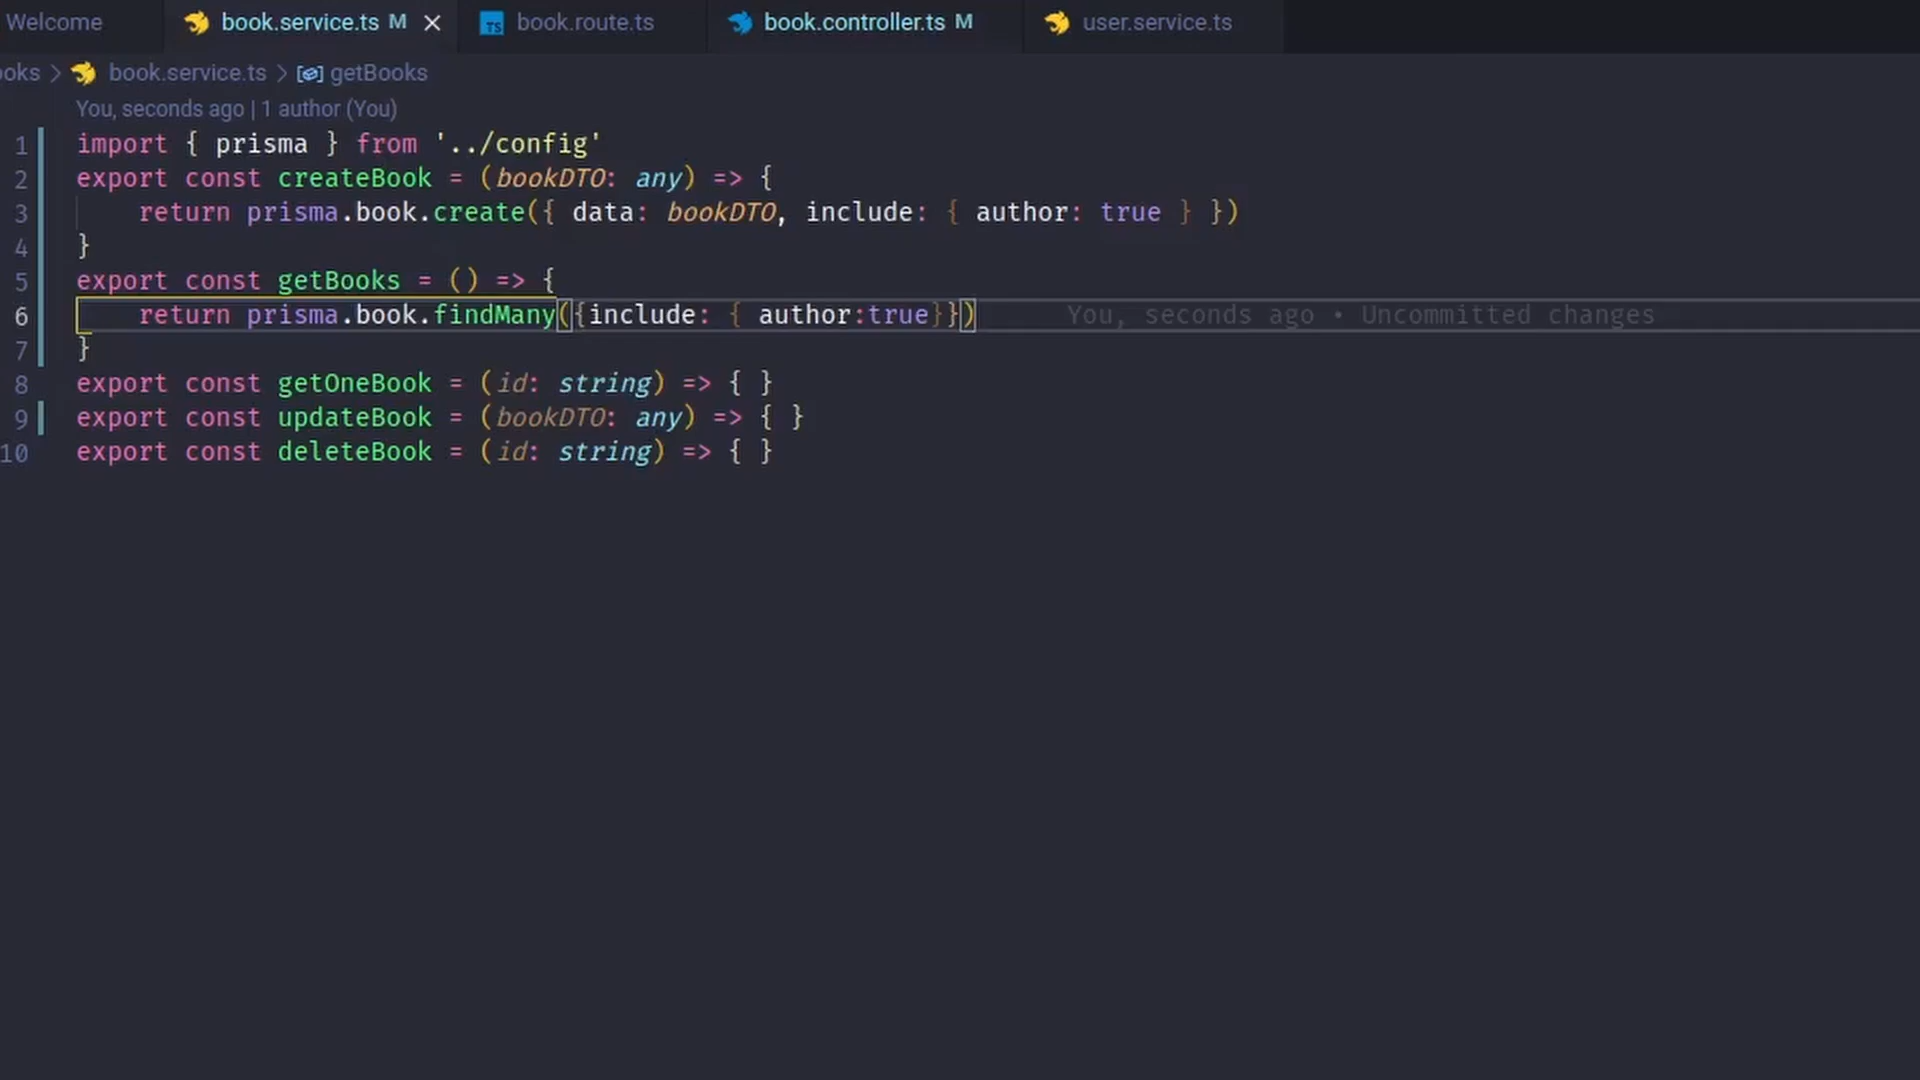 Welcome book.service.ts M × book.route.ts book.controller.ts M user.service.ts
ooks > book.service.ts > getBooks
You, seconds ago | 1 author (You)
1 import { prisma } from '../config'
2 export const createBook = (bookDTO: any) => {
3 return prisma.book.create({ data: bookDTO, include: { author: true } })
4 }
5 export const getBooks = () => {
6 return prisma.book.findMany({include: { author:true}}) You, seconds ago • Uncommitted changes
7 }
8 export const getOneBook = (id: string) => { }
9 export const updateBook = (bookDTO: any) => { }
10 export const deleteBook = (id: string) => { }